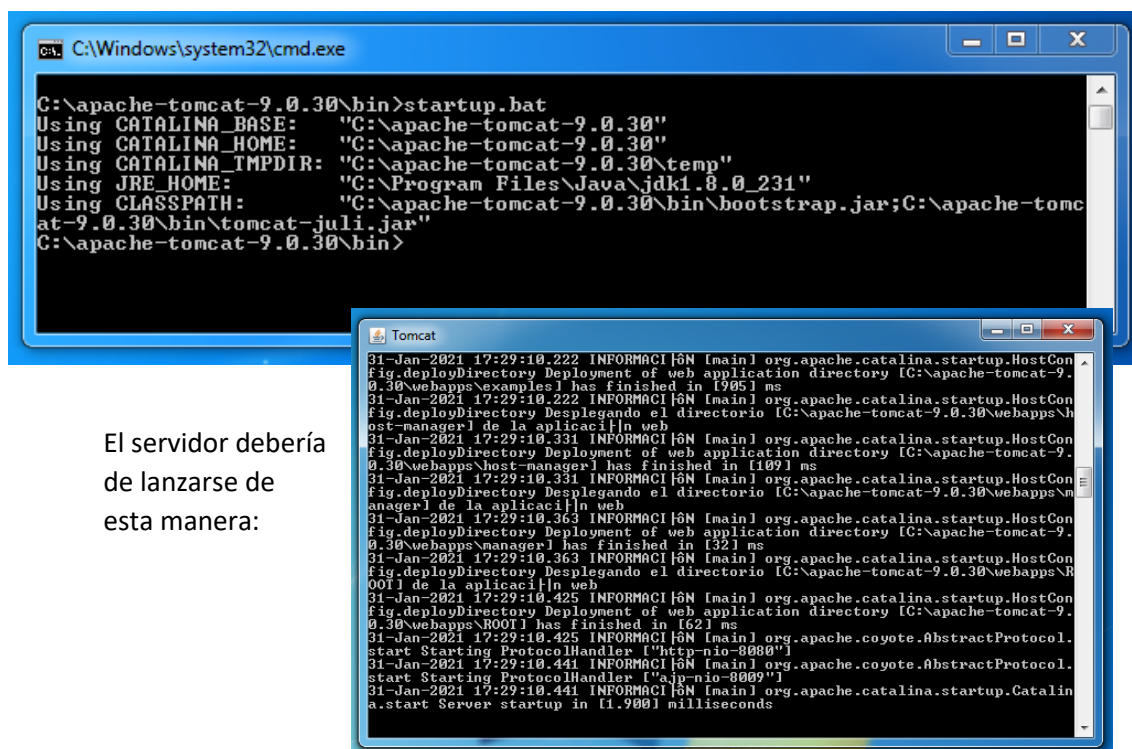 C:\Windows\system32\cmd.exe
C:\apache-tomcat-9.0.30\bin>startup.bat
Using CATALINA_BASE:   "C:\apache-tomcat-9.0.30"
Using CATALINA_HOME:   "C:\apache-tomcat-9.0.30"
Using CATALINA_TMPDIR: "C:\apache-tomcat-9.0.30\temp"
Using JRE_HOME:        "C:\Program Files\Java\jdk1.8.0_231"
Using CLASSPATH:       "C:\apache-tomcat-9.0.30\bin\bootstrap.jar;C:\apache-tomc
at-9.0.30\bin\tomcat-juli.jar"
C:\apache-tomcat-9.0.30\bin>
El servidor debería
de lanzarse de
esta manera:
Tomcat
31-Jan-2021 17:29:10.222 INFORMACI├ôN [main] org.apache.catalina.startup.HostCon
fig.deployDirectory Deployment of web application directory [C:\apache-tomcat-9.
0.30\webapps\examples] has finished in [905] ms
31-Jan-2021 17:29:10.222 INFORMACI├ôN [main] org.apache.catalina.startup.HostCon
fig.deployDirectory Desplegando el directorio [C:\apache-tomcat-9.0.30\webapps\h
ost-manager] de la aplicaci├│n web
31-Jan-2021 17:29:10.331 INFORMACI├ôN [main] org.apache.catalina.startup.HostCon
fig.deployDirectory Deployment of web application directory [C:\apache-tomcat-9.
0.30\webapps\host-manager] has finished in [109] ms
31-Jan-2021 17:29:10.331 INFORMACI├ôN [main] org.apache.catalina.startup.HostCon
fig.deployDirectory Desplegando el directorio [C:\apache-tomcat-9.0.30\webapps\m
anager] de la aplicaci├│n web
31-Jan-2021 17:29:10.363 INFORMACI├ôN [main] org.apache.catalina.startup.HostCon
fig.deployDirectory Deployment of web application directory [C:\apache-tomcat-9.
0.30\webapps\manager] has finished in [32] ms
31-Jan-2021 17:29:10.363 INFORMACI├ôN [main] org.apache.catalina.startup.HostCon
fig.deployDirectory Desplegando el directorio [C:\apache-tomcat-9.0.30\webapps\R
OOT] de la aplicaci├│n web
31-Jan-2021 17:29:10.425 INFORMACI├ôN [main] org.apache.catalina.startup.HostCon
fig.deployDirectory Deployment of web application directory [C:\apache-tomcat-9.
0.30\webapps\ROOT] has finished in [62] ms
31-Jan-2021 17:29:10.425 INFORMACI├ôN [main] org.apache.coyote.AbstractProtocol.
start Starting ProtocolHandler ["http-nio-8080"]
31-Jan-2021 17:29:10.441 INFORMACI├ôN [main] org.apache.coyote.AbstractProtocol.
start Starting ProtocolHandler ["ajp-nio-8009"]
31-Jan-2021 17:29:10.441 INFORMACI├ôN [main] org.apache.catalina.startup.Catalin
a.start Server startup in [1.900] milliseconds